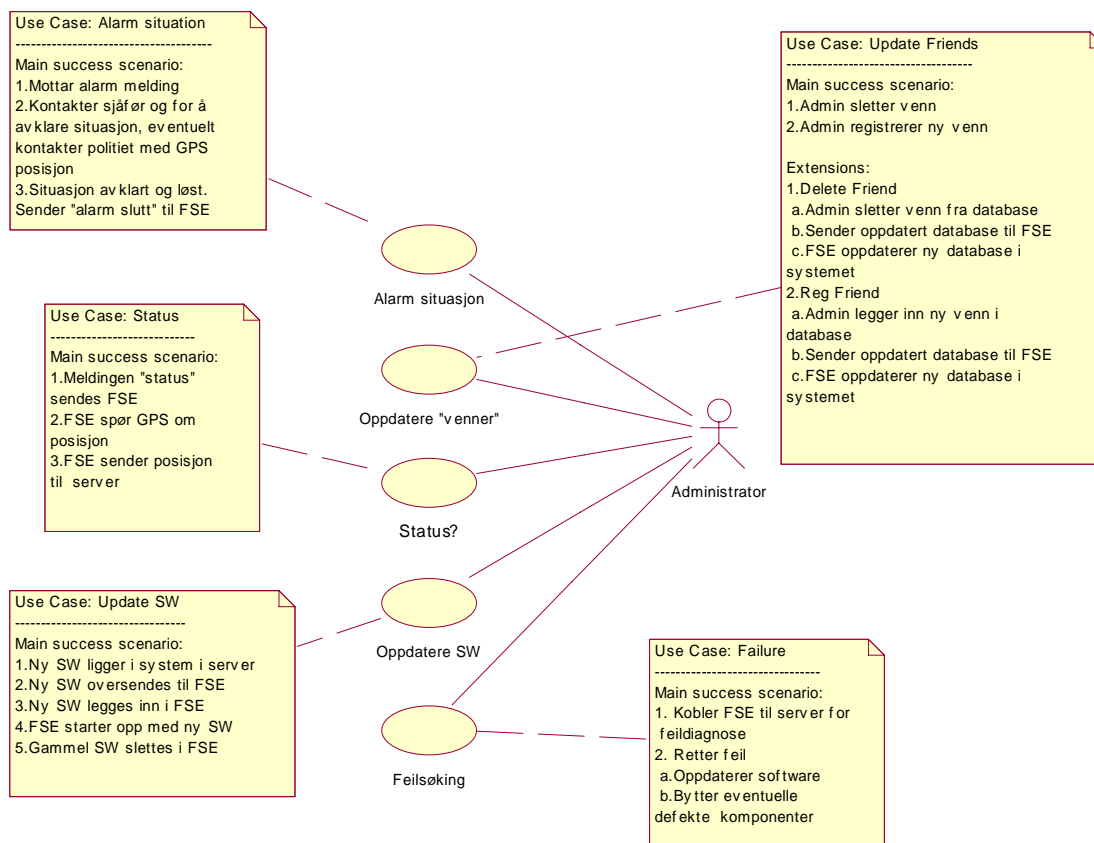 Use Case: Alarm situation
--------------------------------------
Main success scenario:
1.Mottar alarm melding
2.Kontakter sjåfør og for å
avklare situasjon, eventuelt
kontakter politiet med GPS
posisjon
3.Situasjon avklart og løst.
Sender "alarm slutt" til FSE
Use Case: Update Friends
------------------------------------
Main success scenario:
1.Admin sletter venn
2.Admin registrerer ny venn
Extensions:
1.Delete Friend
a.Admin sletter venn fra database
b.Sender oppdatert database til FSE
c.FSE oppdaterer ny database i
systemet
2.Reg Friend
a.Admin legger inn ny venn i
database
b.Sender oppdatert database til FSE
c.FSE oppdaterer ny database i
systemet
Alarm situasjon
Use Case: Status
----------------------------
Main success scenario:
1.Meldingen "status"
sendes FSE
2.FSE spør GPS om
posisjon
3.FSE sender posisjon
til server
Oppdatere "venner"
Administrator
Status?
Use Case: Update SW
---------------------------------
Main success scenario:
1.Ny SW ligger i system i server
2.Ny SW oversendes til FSE
3.Ny SW legges inn i FSE
4.FSE starter opp med ny SW
5.Gammel SW slettes i FSE
Oppdatere SW
Use Case: Failure
--------------------------------
Main success scenario:
1. Kobler FSE til server for
feildiagnose
2. Retter feil
a.Oppdaterer software
b.Bytter eventuelle
defekte komponenter
Feilsøking